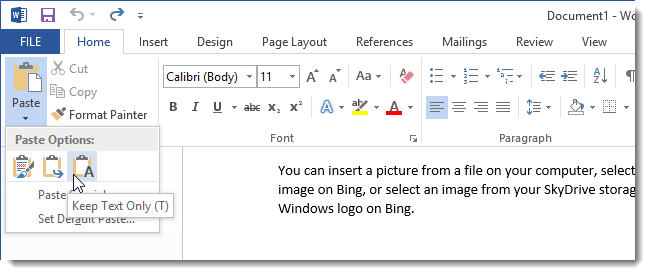 Document1 - Wo
FILE Home Insert Design Page Layout References Mailings Review
Cut
Calibri (Body) 11 Aa
Copy
Paste
Format Painter
B I U abc x₂ x² A A
Font Paragraph
Paste Options:
A
Paste
Keep Text Only (T)
Set Default Paste...
You can insert a picture from a file on your computer, select
image on Bing, or select an image from your SkyDrive storag
Windows logo on Bing.